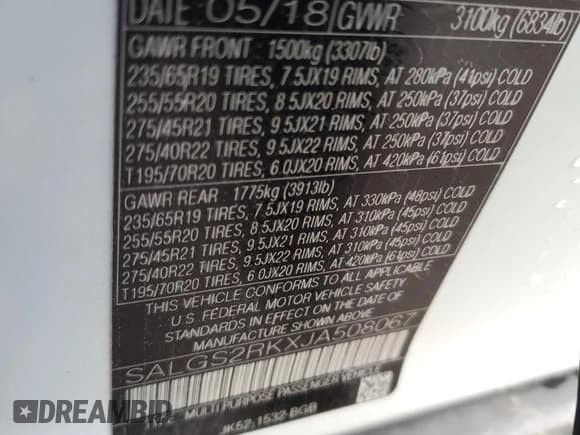 DATE 05/18 GVWR 3100kg (6834lb)
GAWR FRONT 1500kg (3307lb)
235/65R19 TIRES, 7.5JX19 RIMS, AT 280kPa (41psi) COLD
255/55R20 TIRES, 8.5JX20 RIMS, AT 250kPa (37psi) COLD
275/45R21 TIRES, 9.5JX21 RIMS, AT 250kPa (37psi) COLD
275/40R22 TIRES, 9.5JX22 RIMS, AT 250kPa (37psi) COLD
T195/70R20 TIRES, 6.0JX20 RIMS, AT 420kPa (61psi) COLD
GAWR REAR 1775kg (3913lb)
235/65R19 TIRES, 7.5JX19 RIMS, AT 330kPa (48psi) COLD
255/55R20 TIRES, 8.5JX20 RIMS, AT 310kPa (45psi) COLD
275/45R21 TIRES, 9.5JX21 RIMS, AT 310kPa (45psi) COLD
275/40R22 TIRES, 9.5JX22 RIMS, AT 310kPa (45psi) COLD
T195/70R20 TIRES, 6.0JX20 RIMS, AT 420kPa (61psi) COLD
THIS VEHICLE CONFORMS TO ALL APPLICABLE
U.S. FEDERAL MOTOR VEHICLE SAFETY
STANDARDS IN EFFECT ON THE DATE OF
MANUFACTURE SHOWN ABOVE
SALGS2RKXJA508067
TYPE: MULTIPURPOSE PASSENGER VEHICLE
JK52 1532-BGB
DREAMBID.COM